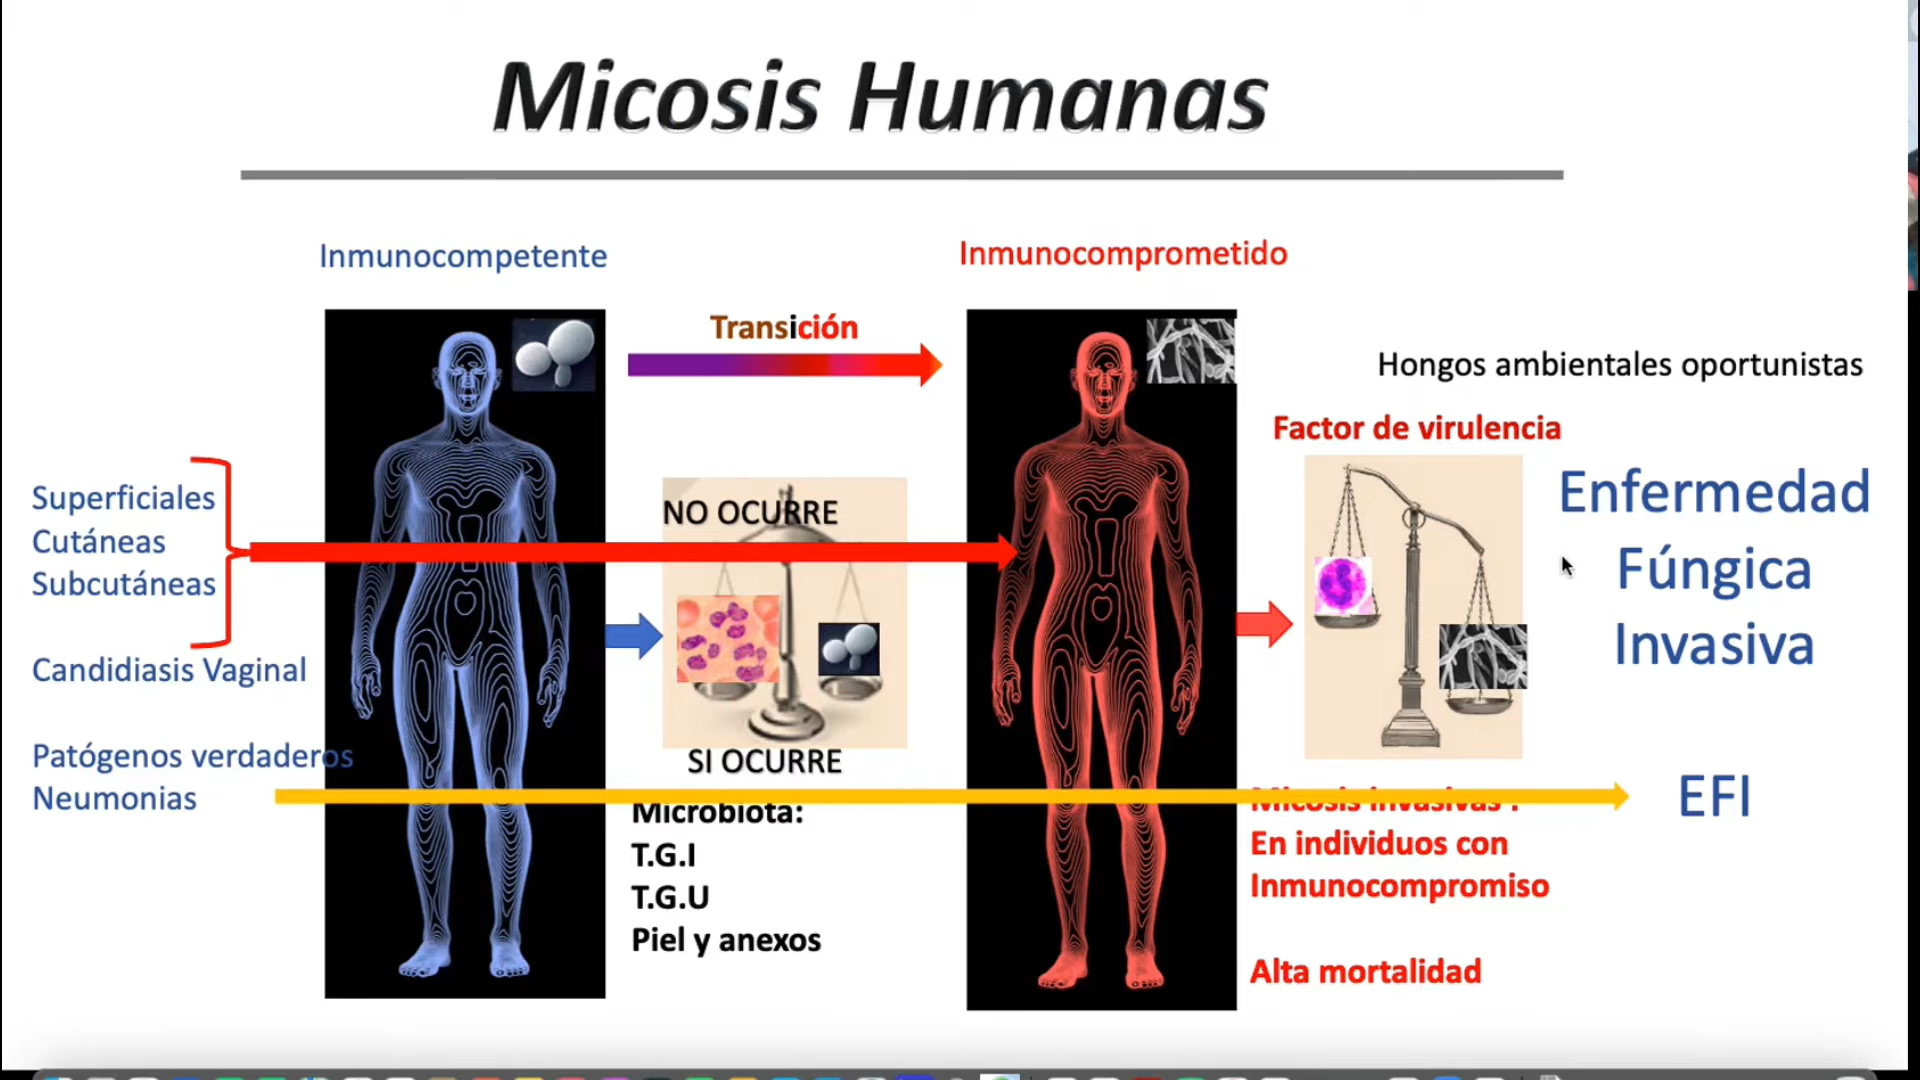 Micosis Humanas
Inmunocompetente
Inmunocomprometido
Transición
Hongos ambientales oportunistas
Factor de virulencia
Superficiales
Cutáneas
Subcutáneas
NO OCURRE
Enfermedad
Fúngica
Invasiva
Candidiasis Vaginal
Patógenos verdaderos
Neumonias
SI OCURRE
EFI
Microbiota:
T.G.I
T.G.U
Piel y anexos
Micosis invasivas :
En individuos con
Inmunocompromiso
Alta mortalidad